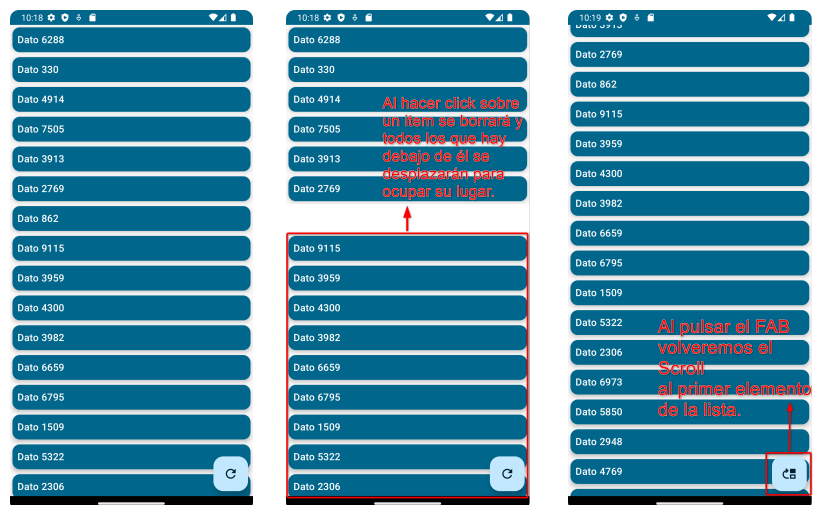 10:18
Dato 6288
Dato 330
Dato 4914
Dato 7505
Dato 3913
Dato 2769
Dato 862
Dato 9115
Dato 3959
Dato 4300
Dato 3982
Dato 6659
Dato 6795
Dato 1509
Dato 5322
Dato 2306
10:18
Dato 6288
Dato 330
Dato 4914
Dato 7505
Dato 3913
Dato 2769
Al hacer click sobre
un item se borrará y
todos los que hay
debajo de él se
desplazarán para
ocupar su lugar.
Dato 9115
Dato 3959
Dato 4300
Dato 3982
Dato 6659
Dato 6795
Dato 1509
Dato 5322
Dato 2306
10:19
Dato 3913
Dato 2769
Dato 862
Dato 9115
Dato 3959
Dato 4300
Dato 3982
Dato 6659
Dato 6795
Dato 1509
Dato 5322
Dato 2306
Dato 6973
Dato 5850
Dato 2948
Dato 4769
Al pulsar el FAB
volveremos el
Scroll
al primer elemento
de la lista.